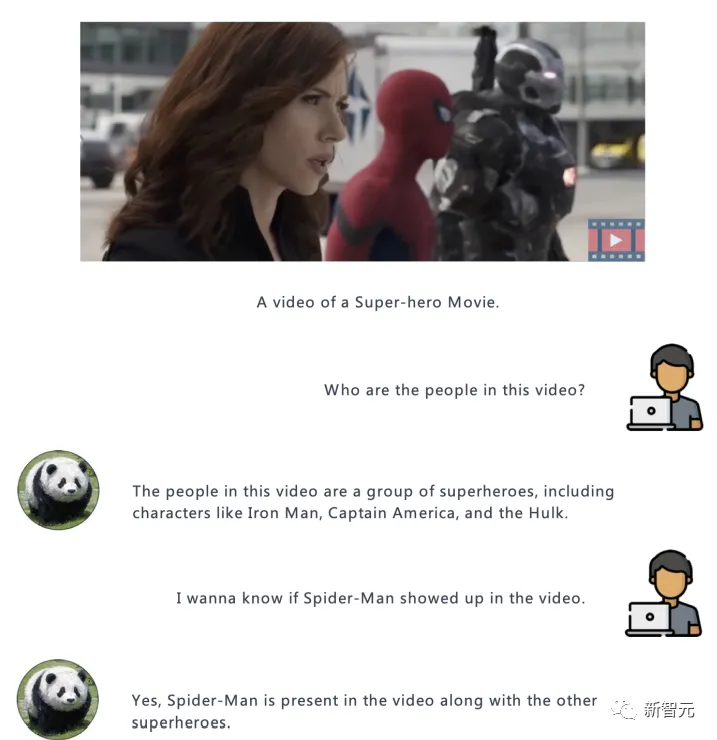 A video of a Super-hero Movie.
Who are the people in this video?
The people in this video are a group of superheroes, including
characters like Iron Man, Captain America, and the Hulk.
I wanna know if Spider-Man showed up in the video.
Yes, Spider-Man is present in the video along with the other
superheroes.
新智元